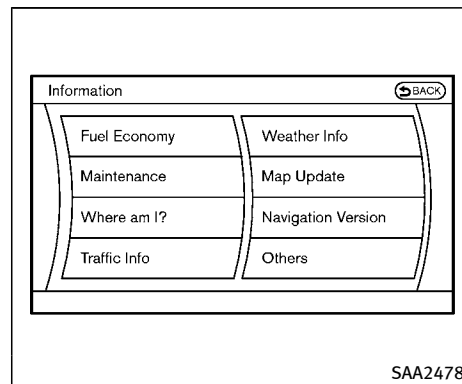 Information
BACK
Fuel Economy
Weather Info
Maintenance
Map Update
Where am I?
Navigation Version
Traffic Info
Others
SAA2478